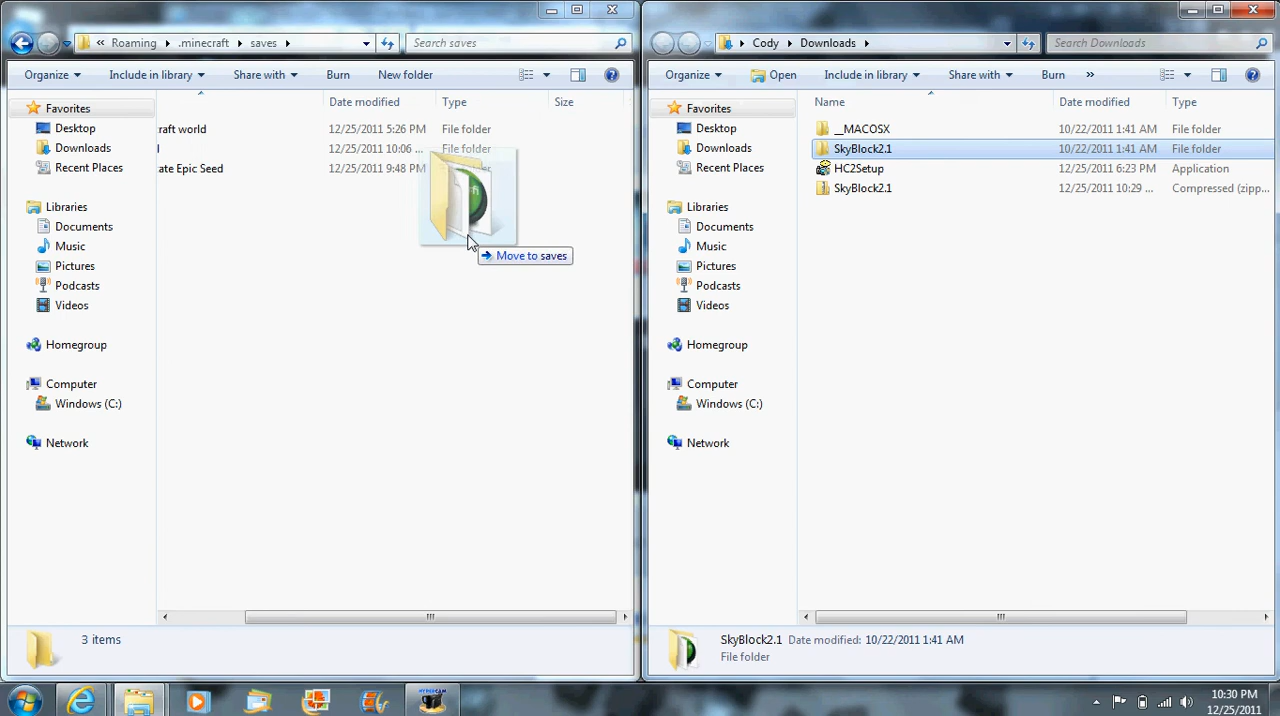 « Roaming .minecraft saves
Search saves
Organize Include in library Share with Burn New folder
Favorites
Desktop
Downloads
Recent Places
Libraries
Documents
Music
Pictures
Podcasts
Videos
Homegroup
Computer
Windows (C:)
Network
Date modified Type Size
raft world 12/25/2011 5:26 PM File folder
12/25/2011 10:06 ... File folder
ate Epic Seed 12/25/2011 9:48 PM
Move to saves
3 items
Cody Downloads
Search Downloads
Organize Open Include in library Share with Burn »
Favorites
Desktop
Downloads
Recent Places
Libraries
Documents
Music
Pictures
Podcasts
Videos
Homegroup
Computer
Windows (C:)
Network
Name Date modified Type
__MACOSX 10/22/2011 1:41 AM File folder
SkyBlock2.1 10/22/2011 1:41 AM File folder
HC2Setup 12/25/2011 6:23 PM Application
SkyBlock2.1 12/25/2011 10:29 ... Compressed (zipp...
SkyBlock2.1 Date modified: 10/22/2011 1:41 AM
File folder
HYPERCAM
10:30 PM
12/25/2011